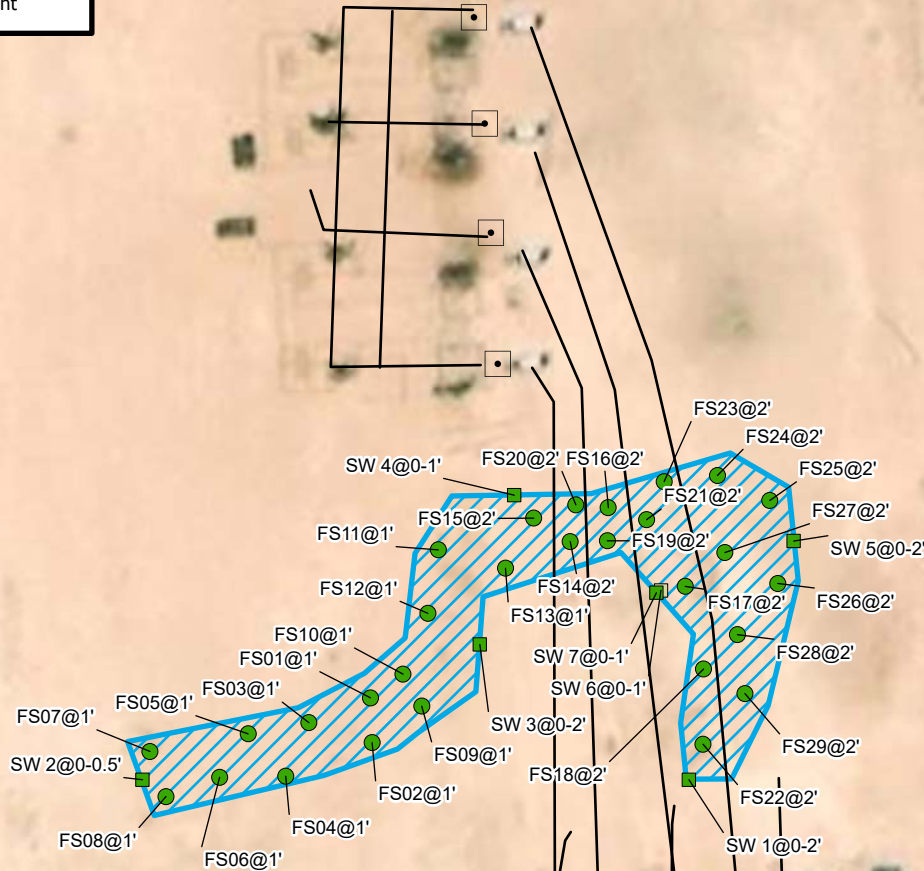 nt
FS23@2'
FS24@2'
SW 4@0-1'
FS20@2'
FS16@2'
FS25@2'
FS21@2'
FS27@2'
FS15@2'
FS11@1'
FS19@2'
SW 5@0-2'
FS12@1'
FS14@2'
FS13@1'
FS17@2'
FS26@2'
FS10@1'
FS28@2'
FS01@1'
SW 7@0-1'
FS03@1'
SW 6@0-1'
FS05@1'
FS07@1'
SW 3@0-2'
FS09@1'
FS29@2'
SW 2@0-0.5'
FS18@2'
FS02@1'
FS22@2'
FS04@1'
FS08@1'
SW 1@0-2'
FS06@1'